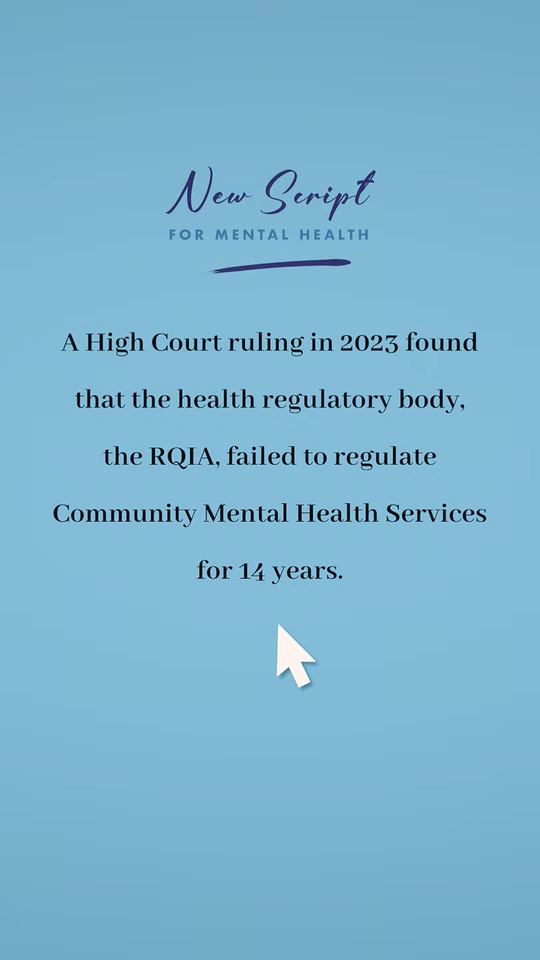 New Script
FOR MENTAL HEALTH
A High Court ruling in 2023 found
that the health regulatory body,
the RQIA, failed to regulate
Community Mental Health Services
for 14 years.